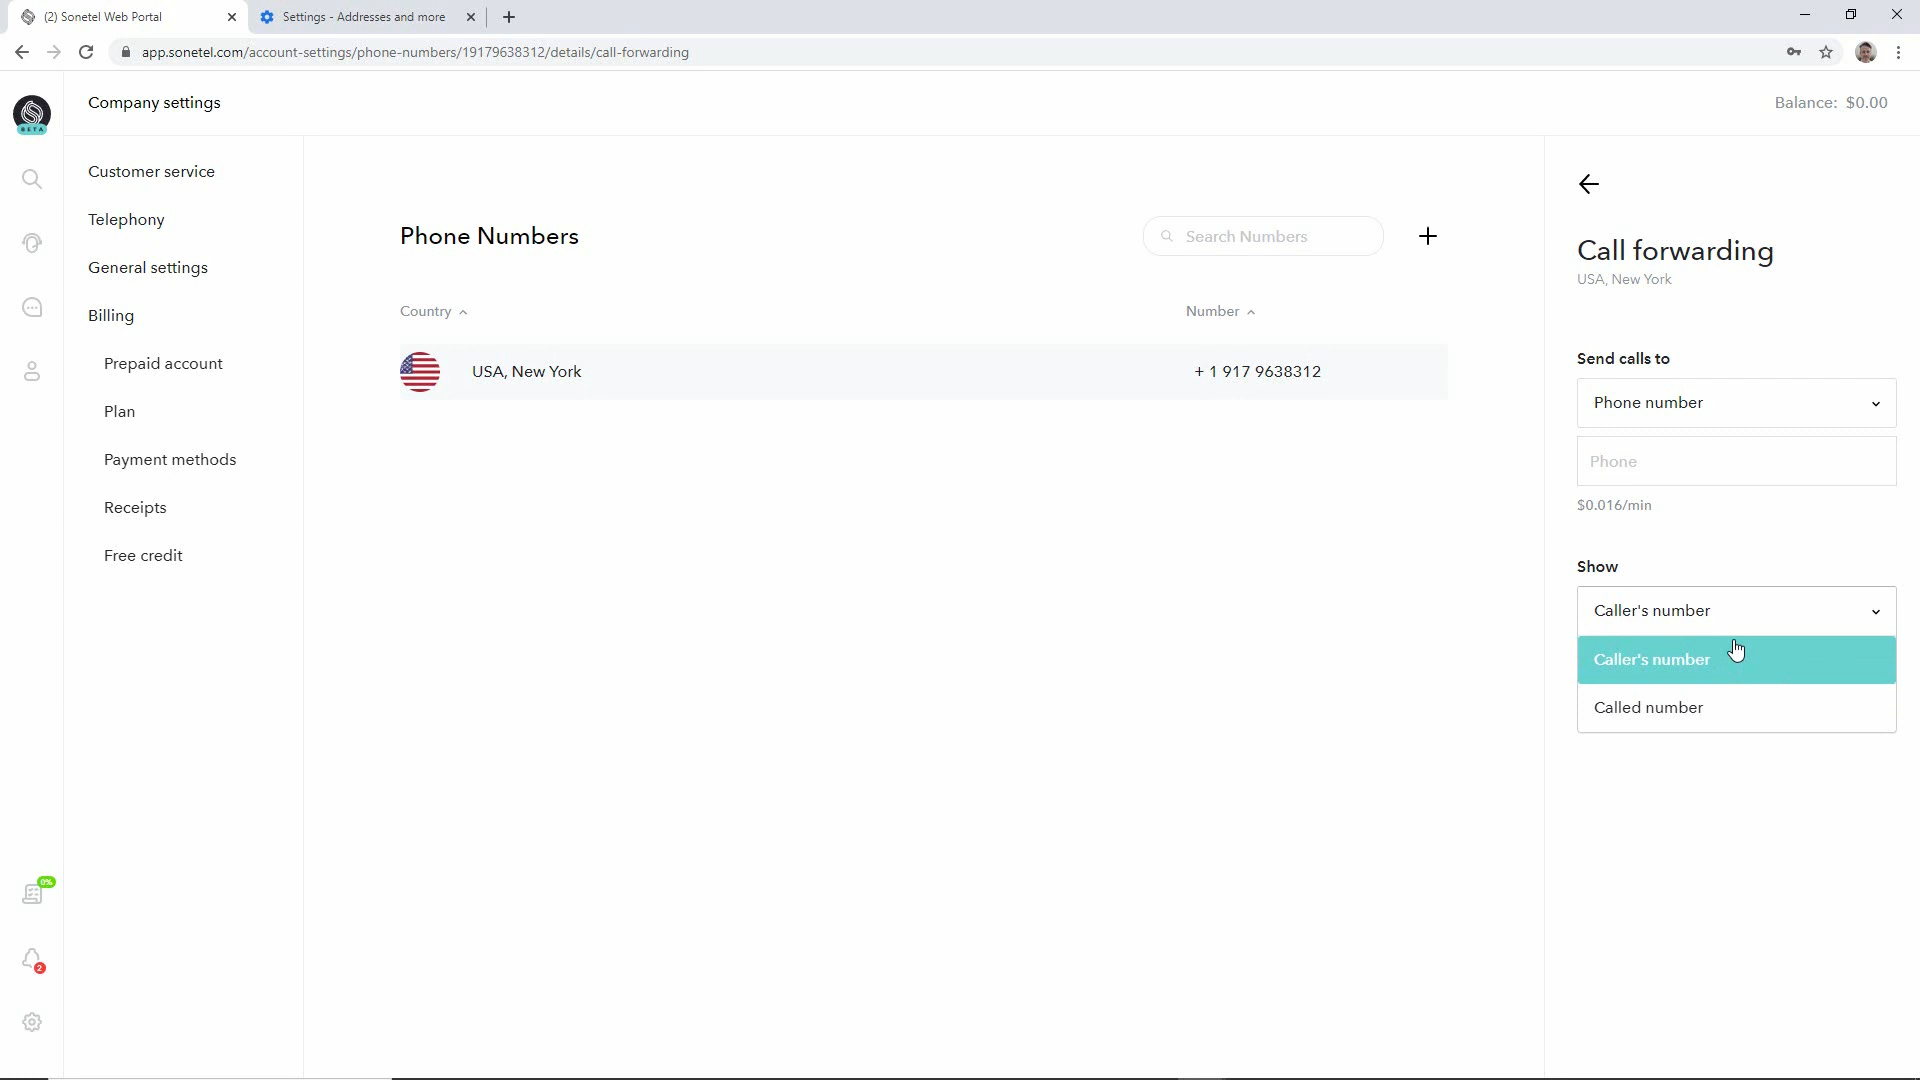 (2) Sonetel Web Portal
Settings - Addresses and more
app.sonetel.com/account-settings/phone-numbers/19179638312/details/call-forwarding
BETA
Company settings
Balance: $0.00
Customer service
Telephony
General settings
Billing
Prepaid account
Plan
Payment methods
Receipts
Free credit
0%
2
Phone Numbers
Search Numbers
Country
Number
USA, New York
+ 1 917 9638312
Call forwarding
USA, New York
Send calls to
Phone number
Phone
$0.016/min
Show
Caller's number
Caller's number
Called number